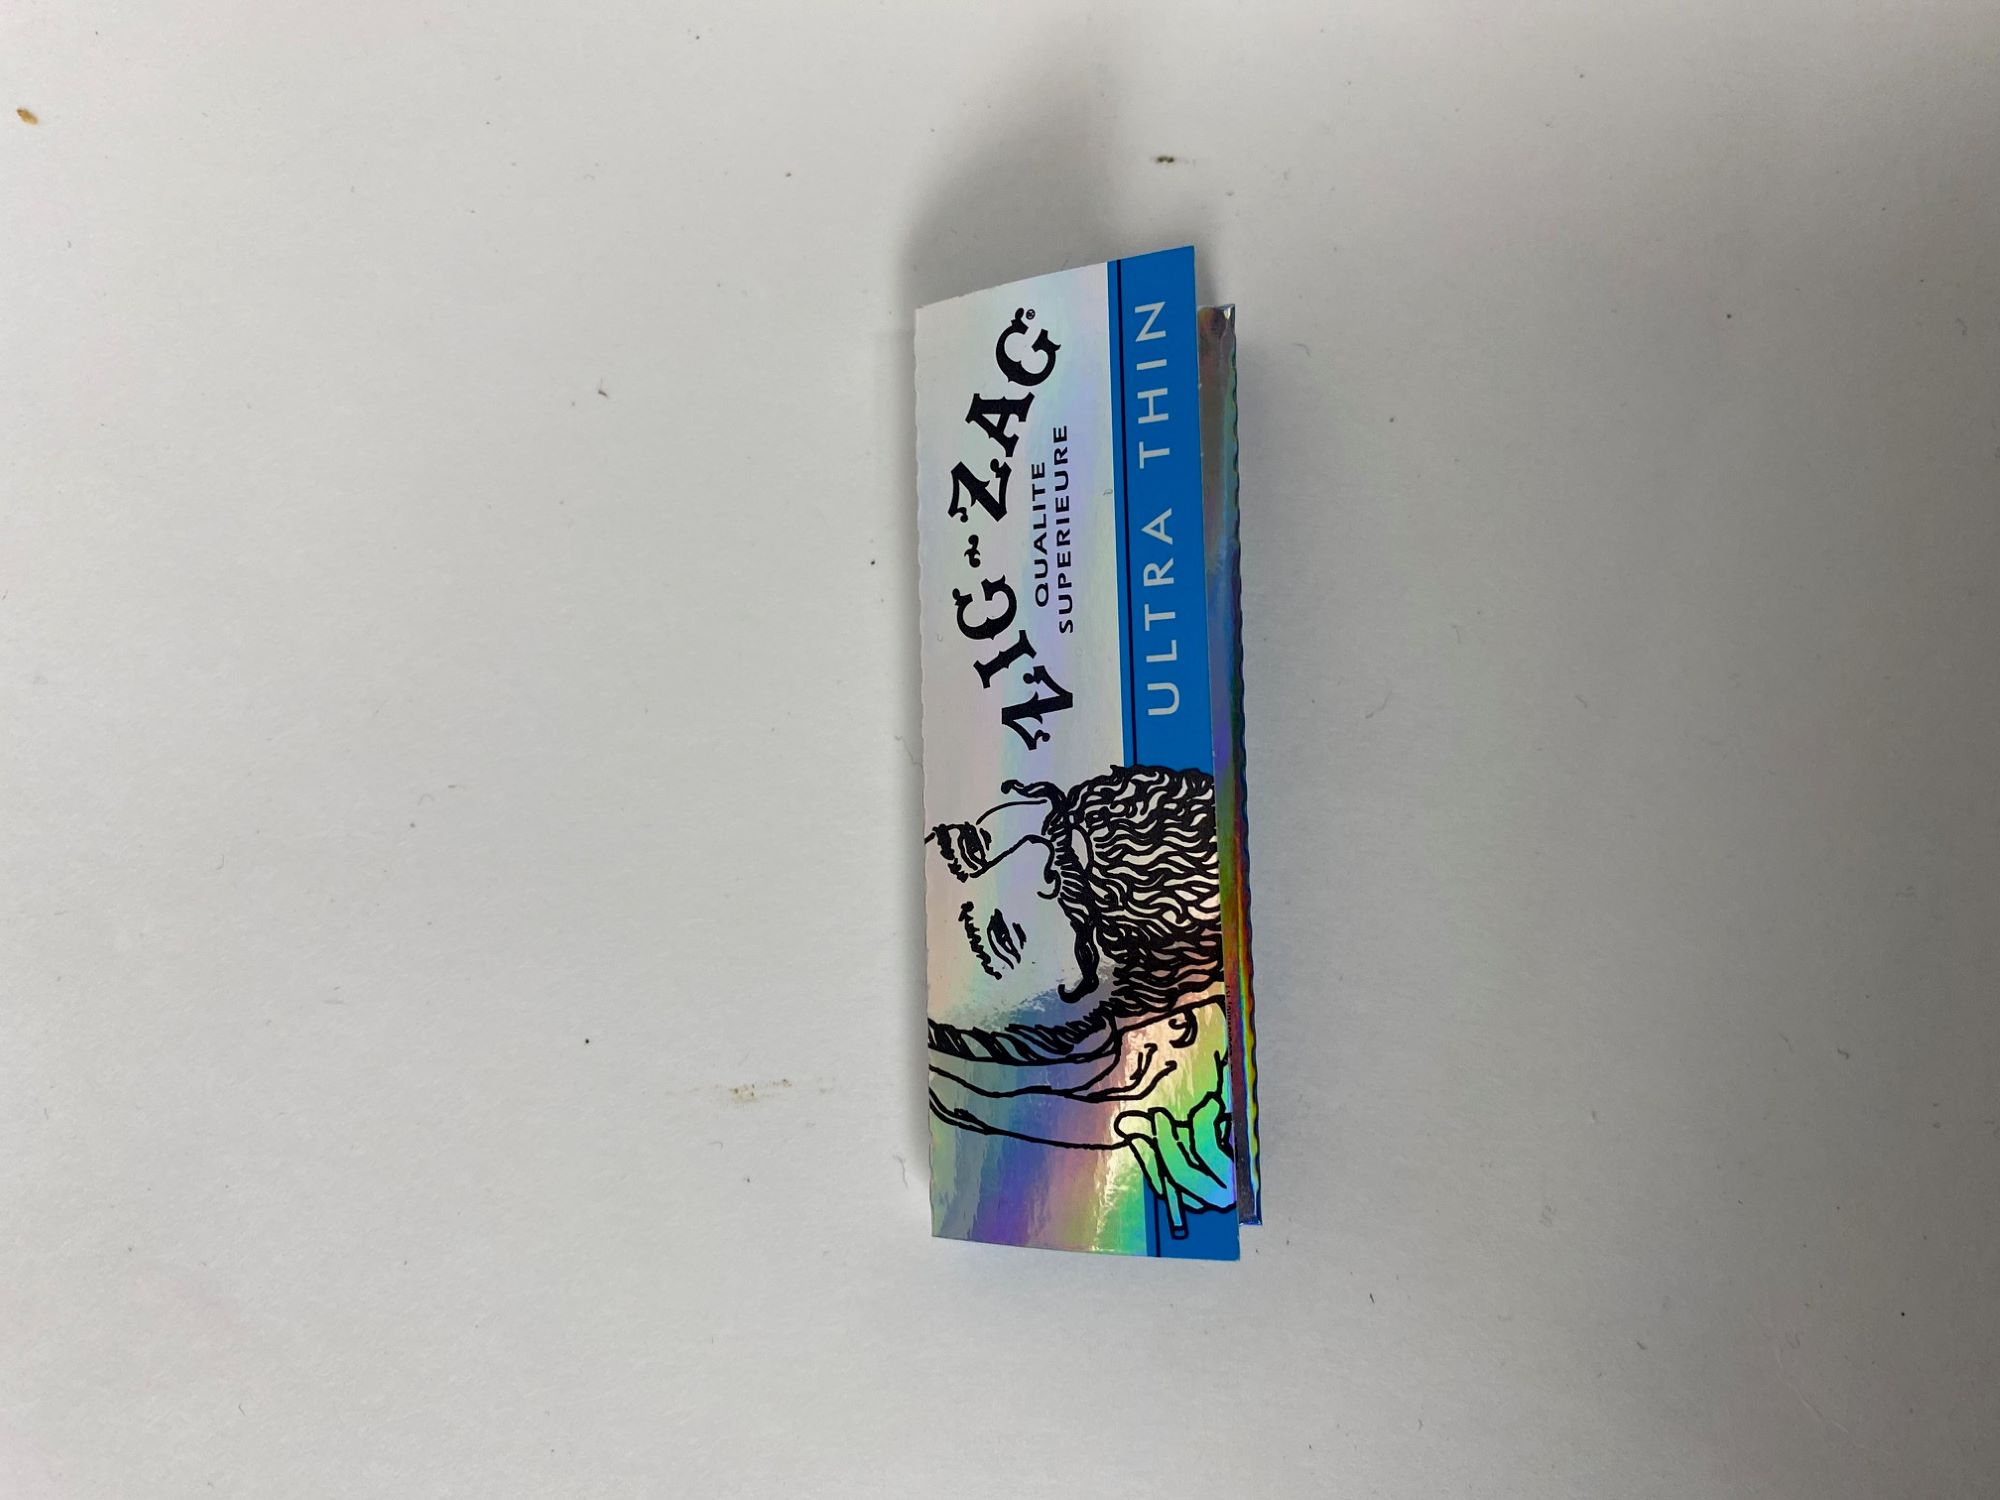 ZIG-ZAG®
QUALITE
SUPERIEURE
ULTRA THIN